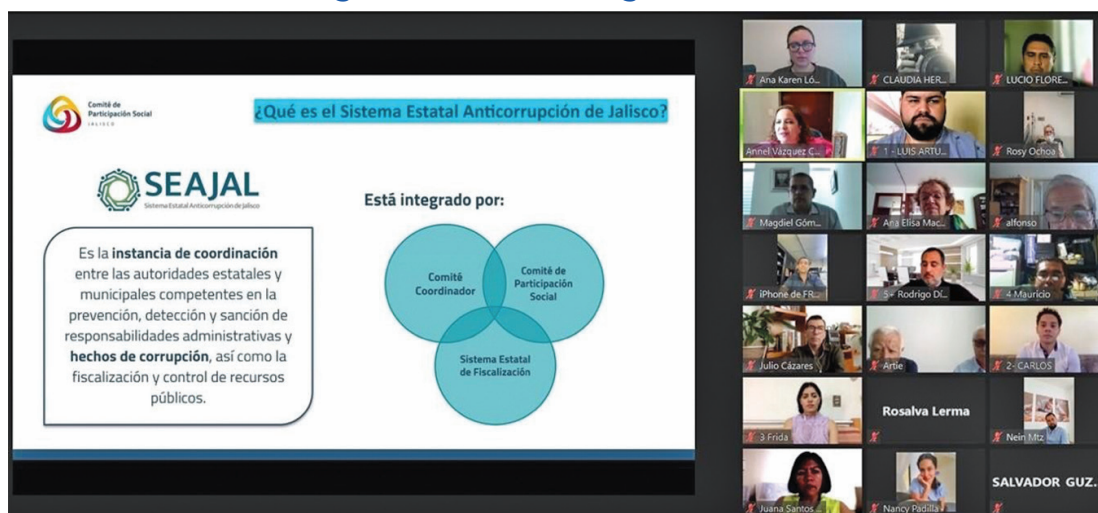 Comité de
Participación Social
JALISCO
¿Qué es el Sistema Estatal Anticorrupción de Jalisco?
SEAJAL
Sistema Estatal Anticorrupción de Jalisco
Está integrado por:
Es la instancia de coordinación
entre las autoridades estatales y
municipales competentes en la
prevención, detección y sanción de
responsabilidades administrativas y
hechos de corrupción, así como la
fiscalización y control de recursos
públicos.
Comité
Coordinador
Comité de
Participación
Social
Sistema Estatal
de Fiscalización
Ana Karen Ló...
CLAUDIA HER...
LUCIO FLORE...
Annel Vázquez C...
1 - LUIS ARTU...
Rosy Ochoa
Magdiel Góm...
Ana Elisa Mac...
alfonso
iPhone de FR...
5 - Rodrigo Dí...
4 Mauricio
Julio Cázares
Artie
2- CARLOS
3 Frida
Rosalva Lerma
Nein Mtz
Juana Santos ...
Nancy Padilla
SALVADOR GUZ...